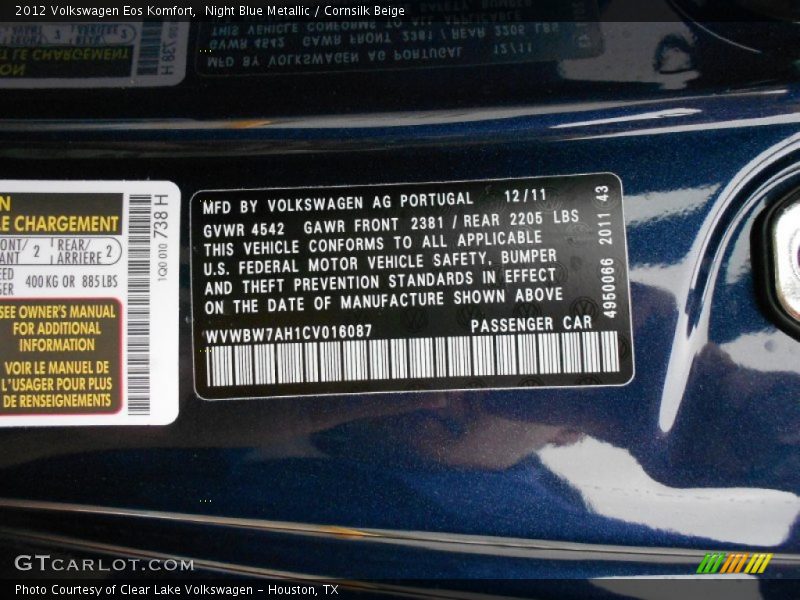 2012 Volkswagen Eos Komfort, Night Blue Metallic / Cornsilk Beige
MFD BY VOLKSWAGEN AG PORTUGAL 12/11
GVWR 4542 GAWR FRONT 2381 / REAR 2205 LBS
THIS VEHICLE CONFORMS TO ALL APPLICABLE
U.S. FEDERAL MOTOR VEHICLE SAFETY, BUMPER
AND THEFT PREVENTION STANDARDS IN EFFECT
ON THE DATE OF MANUFACTURE SHOWN ABOVE
WVWBW7AH1CV016087 PASSENGER CAR
4950066 2011 43
N
LE CHARGEMENT
ONT/ 2 REAR/ 2
ANT ARRIERE
400 KG OR 885 LBS
SEE OWNER'S MANUAL
FOR ADDITIONAL
INFORMATION
VOIR LE MANUEL DE
L'USAGER POUR PLUS
DE RENSEIGNEMENTS
1Q0 010 738 H
GTCARLOT.COM
Photo Courtesy of Clear Lake Volkswagen - Houston, TX